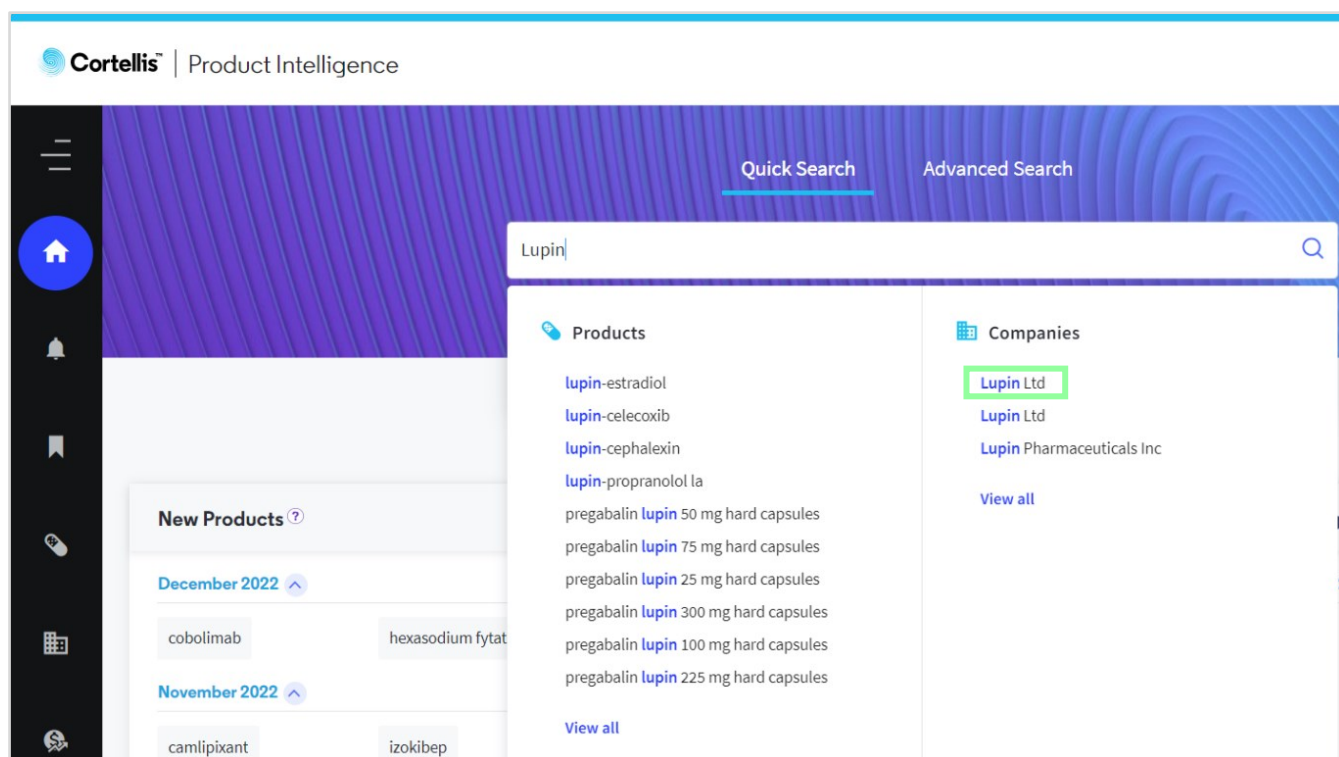 Cortellis™ | Product Intelligence
Quick Search
Advanced Search
Lupin
Products
lupin-estradiol
lupin-celecoxib
lupin-cephalexin
lupin-propranolol la
pregabalin lupin 50 mg hard capsules
pregabalin lupin 75 mg hard capsules
pregabalin lupin 25 mg hard capsules
pregabalin lupin 300 mg hard capsules
pregabalin lupin 100 mg hard capsules
pregabalin lupin 225 mg hard capsules
View all
Companies
Lupin Ltd
Lupin Ltd
Lupin Pharmaceuticals Inc
View all
New Products ?
December 2022
cobolimab
hexasodium fytat
November 2022
camlipixant
izokibep